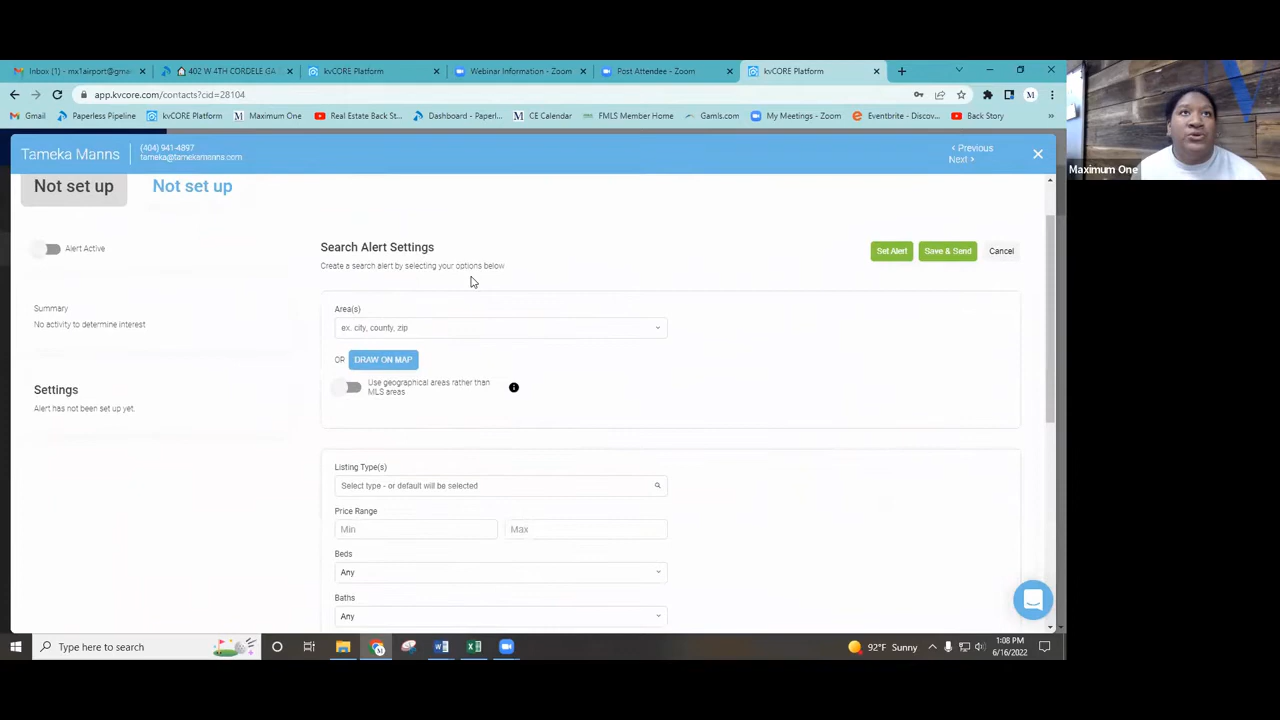 Inbox (1) - mx1airport@gma
402 W 4TH CORDELE GA
kvCORE Platform
Webinar Information - Zoom
Post Attendee - Zoom
kvCORE Platform
app.kvcore.com/contacts?cid=28104
Gmail
Paperless Pipeline
kvCORE Platform
Maximum One
Real Estate Back St...
Dashboard - Paperl...
CE Calendar
FMLS Member Home
Gamls.com
My Meetings - Zoom
Eventbrite - Discov...
Back Story
Tameka Manns
(404) 941-4897
tameka@tamekamanns.com
< Previous
Next >
Maximum One
Not set up
Not set up
Alert Active
Search Alert Settings
Create a search alert by selecting your options below
Set Alert
Save & Send
Cancel
Summary
No activity to determine interest
Settings
Alert has not been set up yet.
Area(s)
ex. city, county, zip
OR
DRAW ON MAP
Use geographical areas rather than
MLS areas
Listing Type(s)
Select type - or default will be selected
Price Range
Min
Max
Beds
Any
Baths
Any
Type here to search
92°F Sunny
1:08 PM
6/16/2022